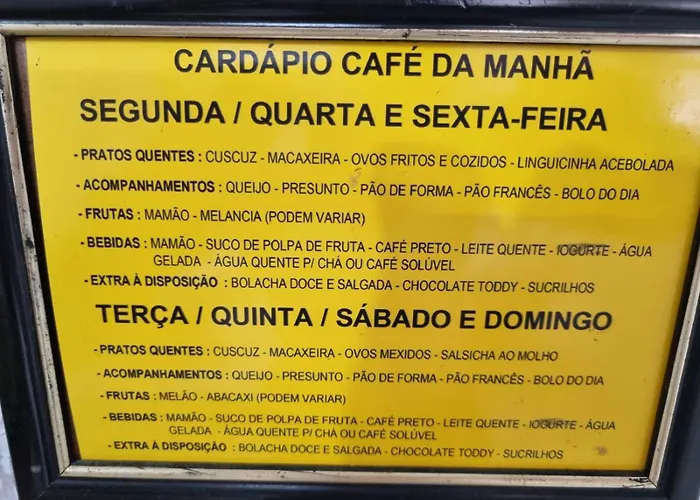 CARDÁPIO CAFÉ DA MANHÃ
SEGUNDA / QUARTA E SEXTA-FEIRA
- PRATOS QUENTES : CUSCUZ - MACAXEIRA - OVOS FRITOS E COZIDOS - LINGUICINHA ACEBOLADA
- ACOMPANHAMENTOS : QUEIJO - PRESUNTO - PÃO DE FORMA - PÃO FRANCÊS - BOLO DO DIA
- FRUTAS : MAMÃO - MELANCIA (PODEM VARIAR)
- BEBIDAS : MAMÃO - SUCO DE POLPA DE FRUTA - CAFÉ PRETO - LEITE QUENTE - IOGURTE - ÁGUA
GELADA - ÁGUA QUENTE P/ CHÁ OU CAFÉ SOLÚVEL
- EXTRA À DISPOSIÇÃO : BOLACHA DOCE E SALGADA - CHOCOLATE TODDY - SUCRILHOS
TERÇA / QUINTA / SÁBADO E DOMINGO
- PRATOS QUENTES : CUSCUZ - MACAXEIRA - OVOS MEXIDOS - SALSICHA AO MOLHO
- ACOMPANHAMENTOS : QUEIJO - PRESUNTO - PÃO DE FORMA - PÃO FRANCÊS - BOLO DO DIA
- FRUTAS : MELÃO - ABACAXI (PODEM VARIAR)
- BEBIDAS : MAMÃO - SUCO DE POLPA DE FRUTA - CAFÉ PRETO - LEITE QUENTE - IOGURTE - ÁGUA
GELADA - ÁGUA QUENTE P/ CHÁ OU CAFÉ SOLÚVEL
- EXTRA À DISPOSIÇÃO : BOLACHA DOCE E SALGADA - CHOCOLATE TODDY - SUCRILHOS